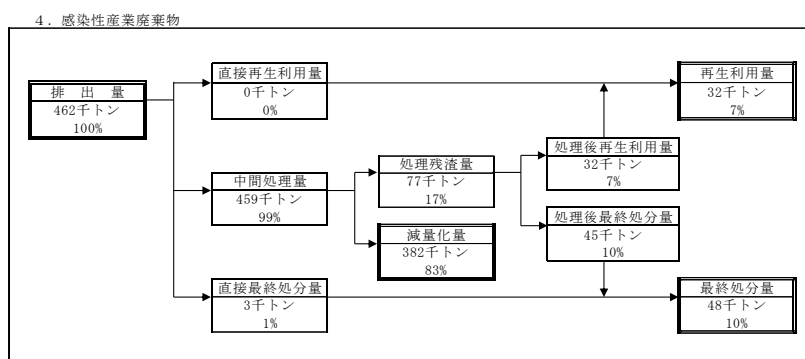 4．感染性産業廃棄物
排　出　量
462千トン
100%
直接再生利用量
0千トン
0%
中間処理量
459千トン
99%
直接最終処分量
3千トン
1%
処理残渣量
77千トン
17%
減量化量
382千トン
83%
処理後再生利用量
32千トン
7%
処理後最終処分量
45千トン
10%
再生利用量
32千トン
7%
最終処分量
48千トン
10%